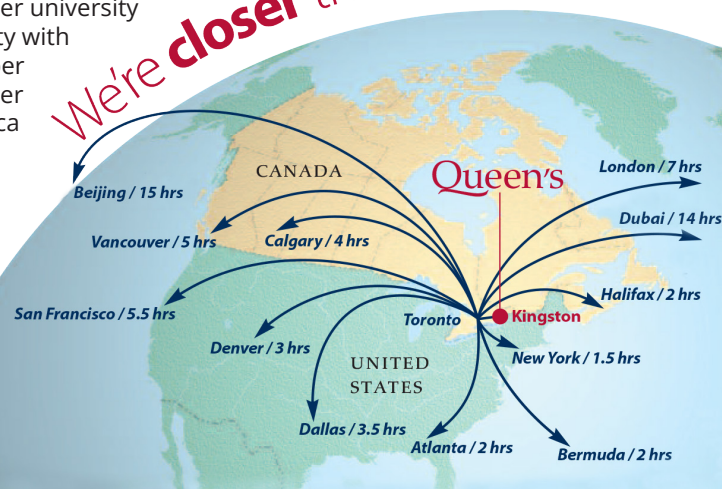 er university
ty with
er
er
ca
We're closer
CANADA
Queen's
London / 7 hrs
Beijing / 15 hrs
Dubai / 14 hrs
Vancouver / 5 hrs
Calgary / 4 hrs
Halifax / 2 hrs
San Francisco / 5.5 hrs
Toronto
Kingston
Denver / 3 hrs
New York / 1.5 hrs
UNITED
STATES
Dallas / 3.5 hrs
Atlanta / 2 hrs
Bermuda / 2 hrs